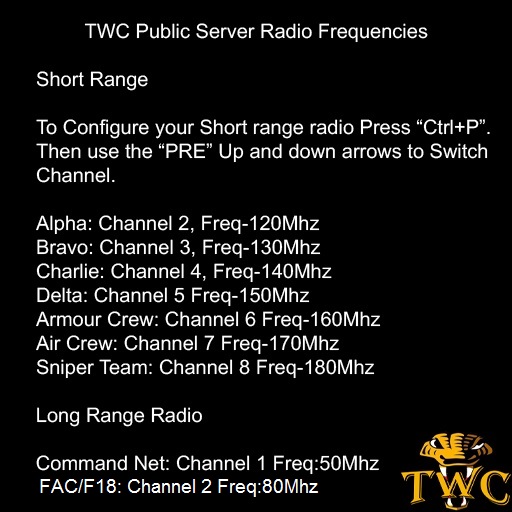 TWC Public Server Radio Frequencies
Short Range
To Configure your Short range radio Press “Ctrl+P”.
Then use the “PRE” Up and down arrows to Switch
Channel.
Alpha: Channel 2, Freq-120Mhz
Bravo: Channel 3, Freq-130Mhz
Charlie: Channel 4, Freq-140Mhz
Delta: Channel 5 Freq-150Mhz
Armour Crew: Channel 6 Freq-160Mhz
Air Crew: Channel 7 Freq-170Mhz
Sniper Team: Channel 8 Freq-180Mhz
Long Range Radio
Command Net: Channel 1 Freq:50Mhz
FAC/F18: Channel 2 Freq:80Mhz
TWC